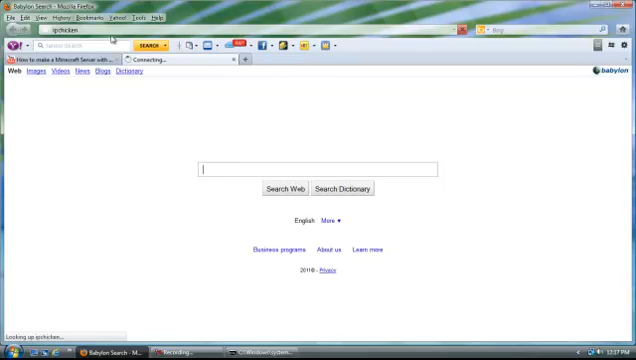 Babylon Search - Mozilla Firefox
File Edit View History Bookmarks Yahoo! Tools Help
ipchicken
Bing
SEARCH
How to make a Minecraft Server with ...
Connecting...
Web Images Videos News Blogs Dictionary
babylon
Search Web Search Dictionary
English More ▼
Business programs About us Learn more
2011© - Privacy
Looking up ipchicken...
Babylon Search - M...
Recording...
C:\Windows\system...
12:37 PM